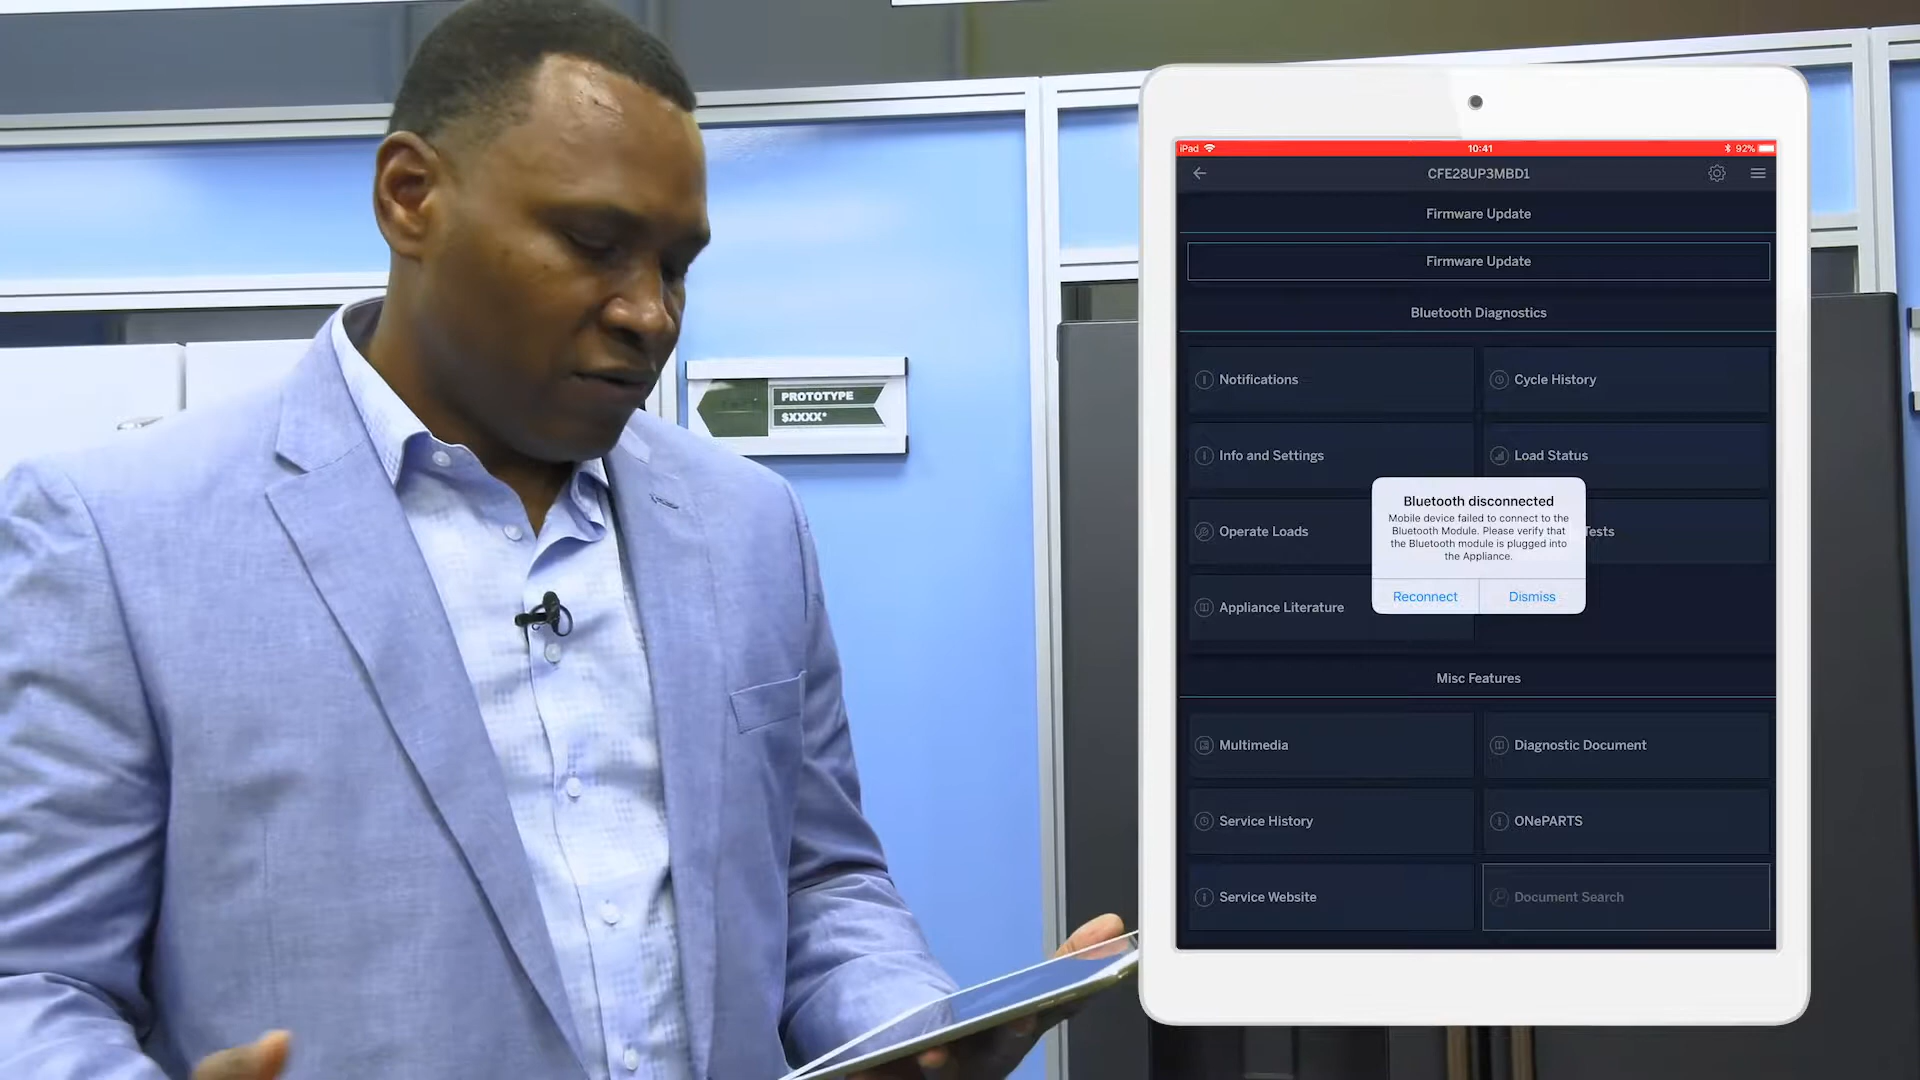 PROTOTYPE
$XXXX*
iPad
10:41
92%
CFE28UP3MBD1
Firmware Update
Firmware Update
Bluetooth Diagnostics
Notifications
Cycle History
Info and Settings
Load Status
Operate Loads
Tests
Appliance Literature
Bluetooth disconnected
Mobile device failed to connect to the
Bluetooth Module. Please verify that
the Bluetooth module is plugged into
the Appliance.
Reconnect
Dismiss
Misc Features
Multimedia
Diagnostic Document
Service History
ONePARTS
Service Website
Document Search